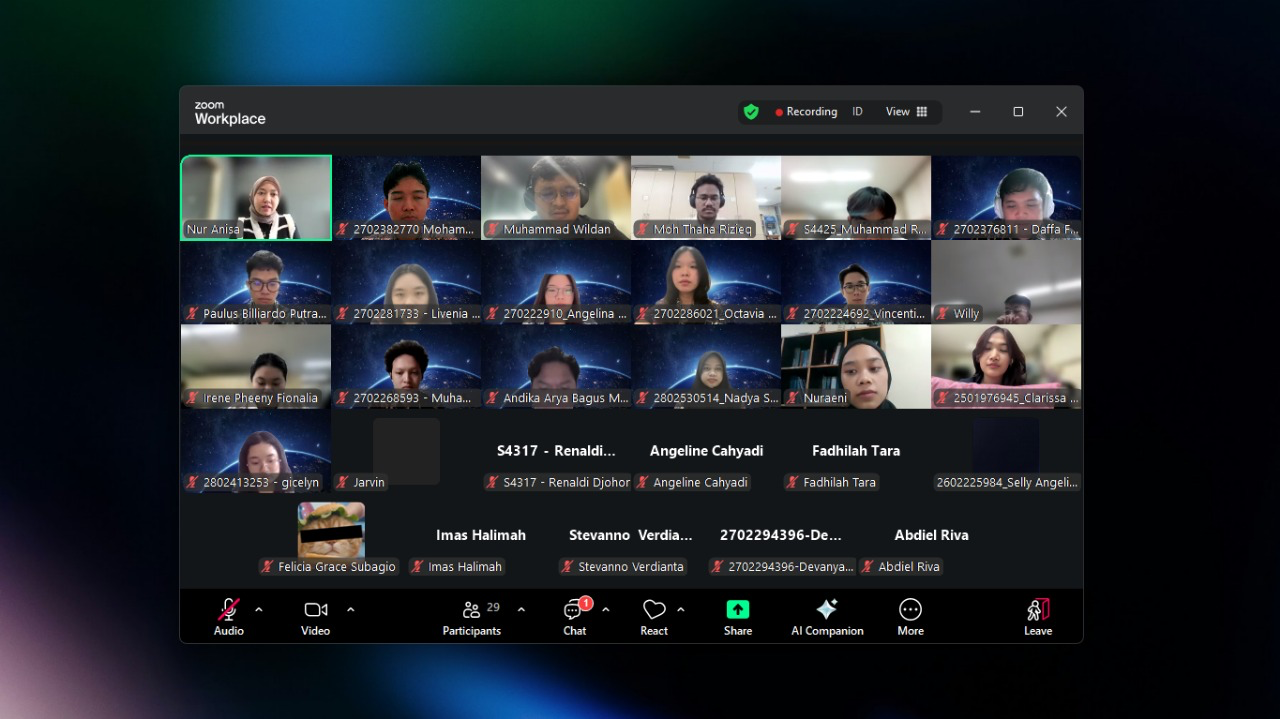 zoom
Workplace
Recording ID View
Nur Anisa
2702382770 Moham...
Muhammad Wildan
Moh Thaha Rizieq
S4425_Muhammad R...
2702376811 - Daffa F...
Paulus Billiardo Putra...
2702281733 - Livenia ...
270222910_Angelina ...
2702286021_Octavia ...
2702224692_Vincenti...
Willy
Irene Pheeny Fionalia
2702268593 - Muha...
Andika Arya Bagus M...
2802530514_Nadya S...
Nuraeni
2501976945_Clarissa ...
2802413253 - gicelyn
Jarvin
S4317 - Renaldi...
S4317 - Renaldi Djohor
Angeline Cahyadi
Angeline Cahyadi
Fadhilah Tara
Fadhilah Tara
2602225984_Selly Angeli...
Felicia Grace Subagio
Imas Halimah
Imas Halimah
Stevanno Verdia...
Stevanno Verdianta
2702294396-De...
2702294396-Devanya...
Abdiel Riva
Abdiel Riva
29
1
Audio Video Participants Chat React Share AI Companion More Leave